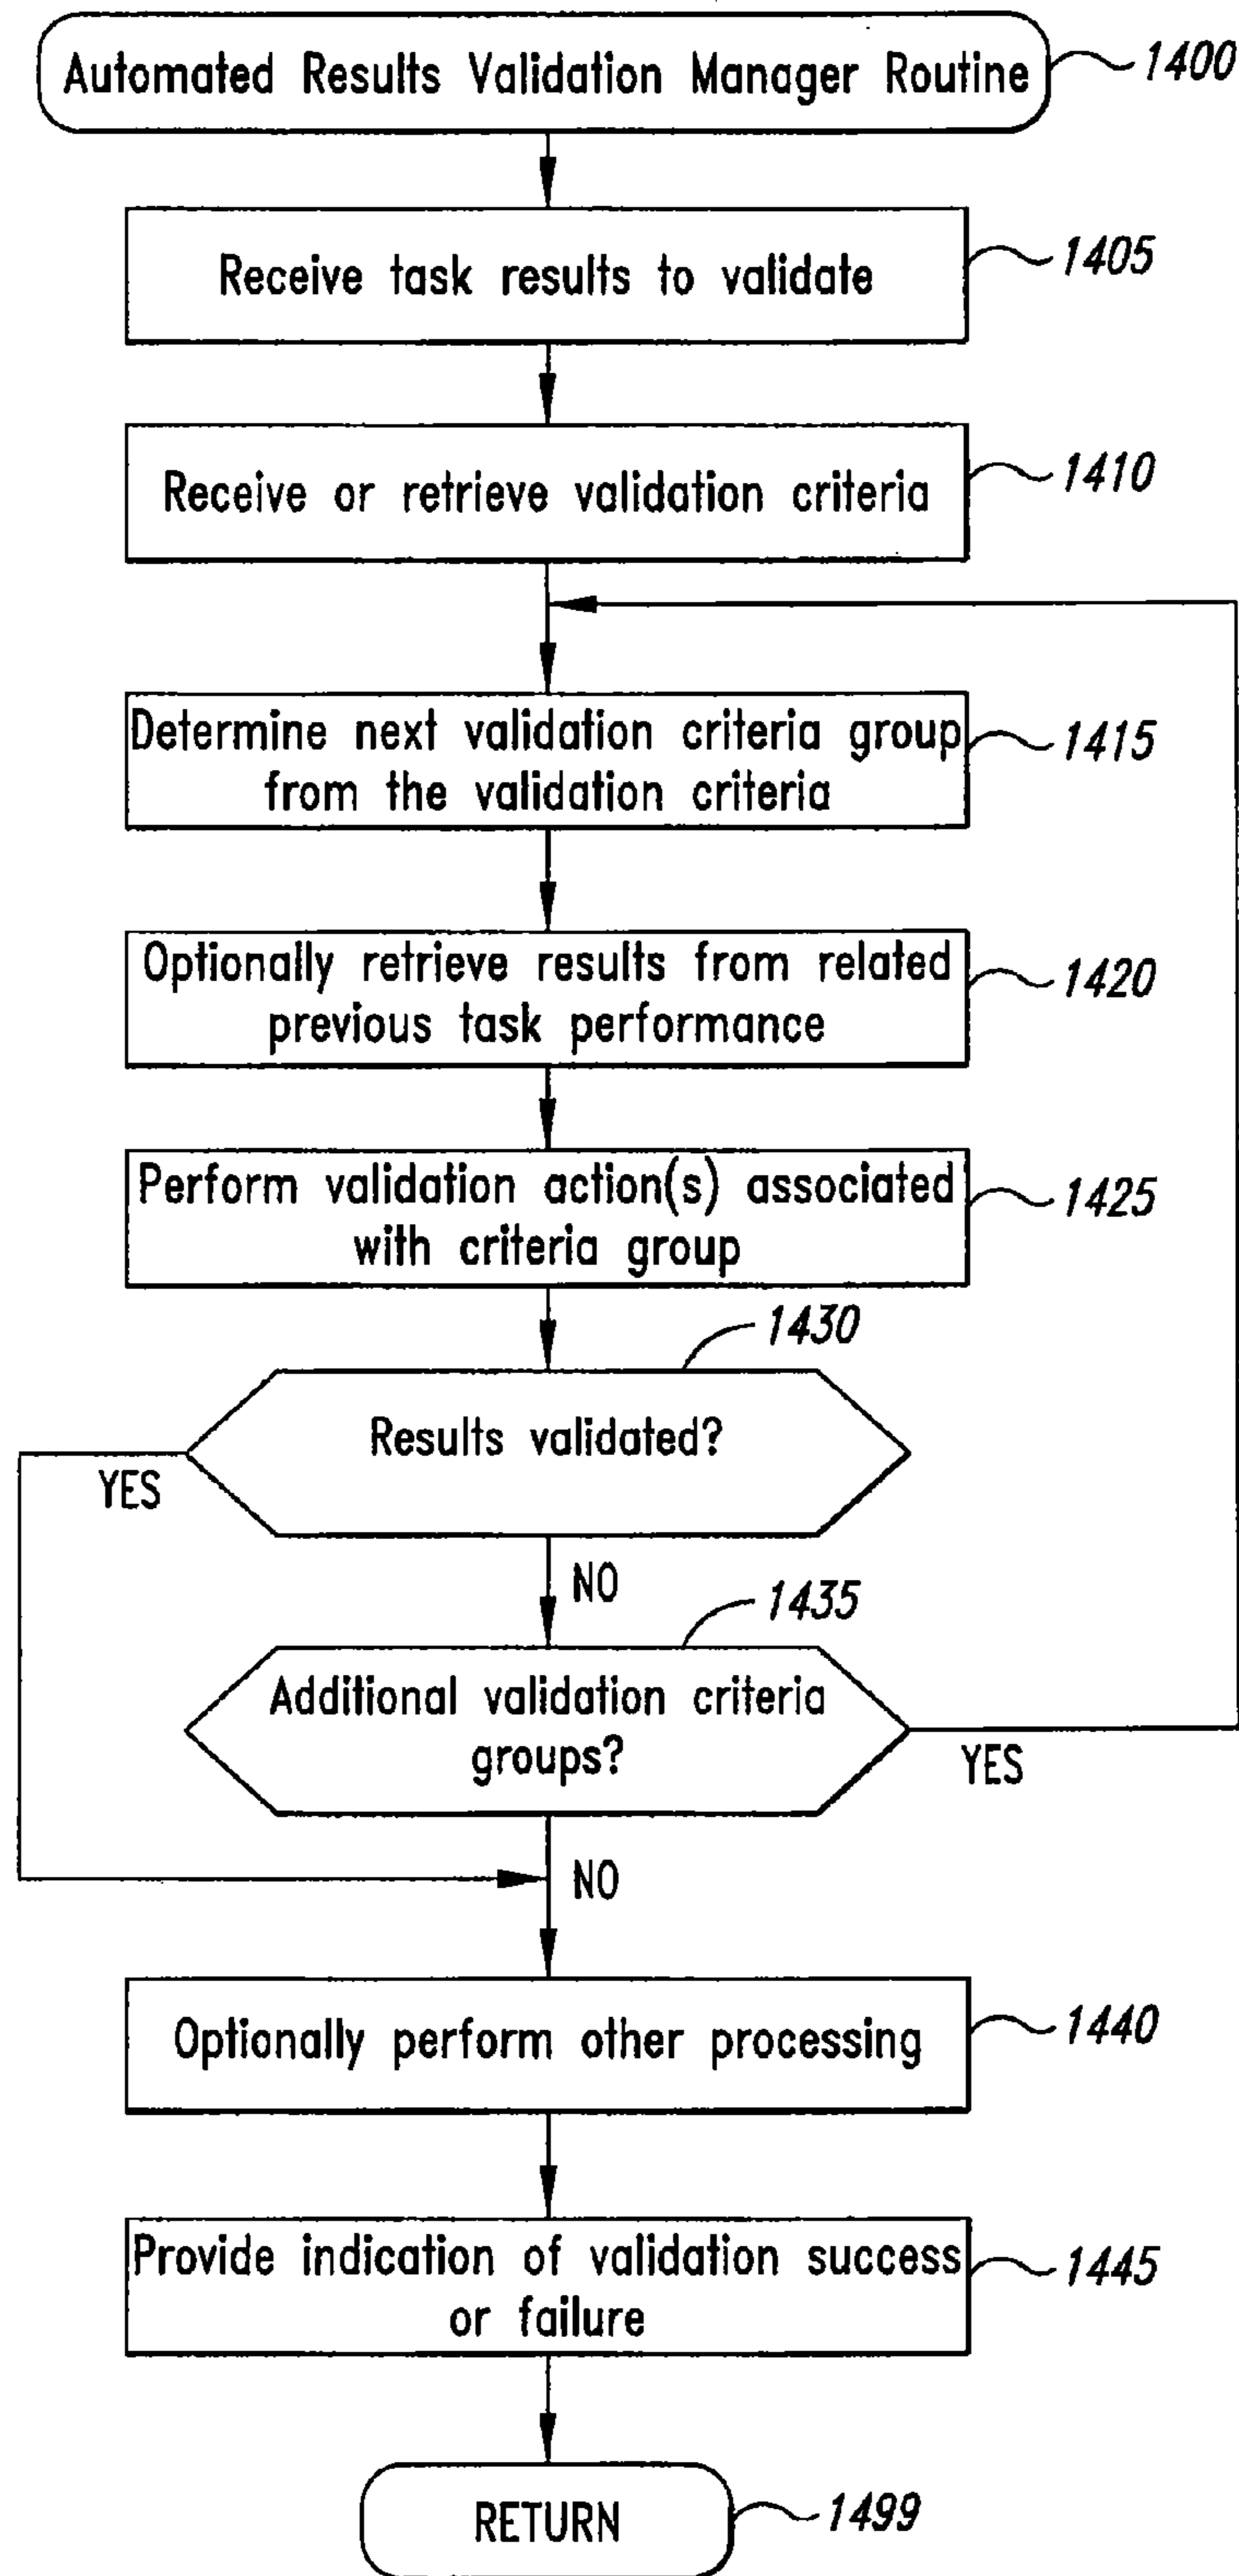 Automated Results Validation Manager Routine
1400
Receive task results to validate
1405
Receive or retrieve validation criteria
1410
Determine next validation criteria group
from the validation criteria
1415
Optionally retrieve results from related
previous task performance
1420
Perform validation action(s) associated
with criteria group
1425
1430
Results validated?
YES
NO
1435
Additional validation criteria
groups?
YES
NO
Optionally perform other processing
1440
Provide indication of validation success
or failure
1445
RETURN
1499